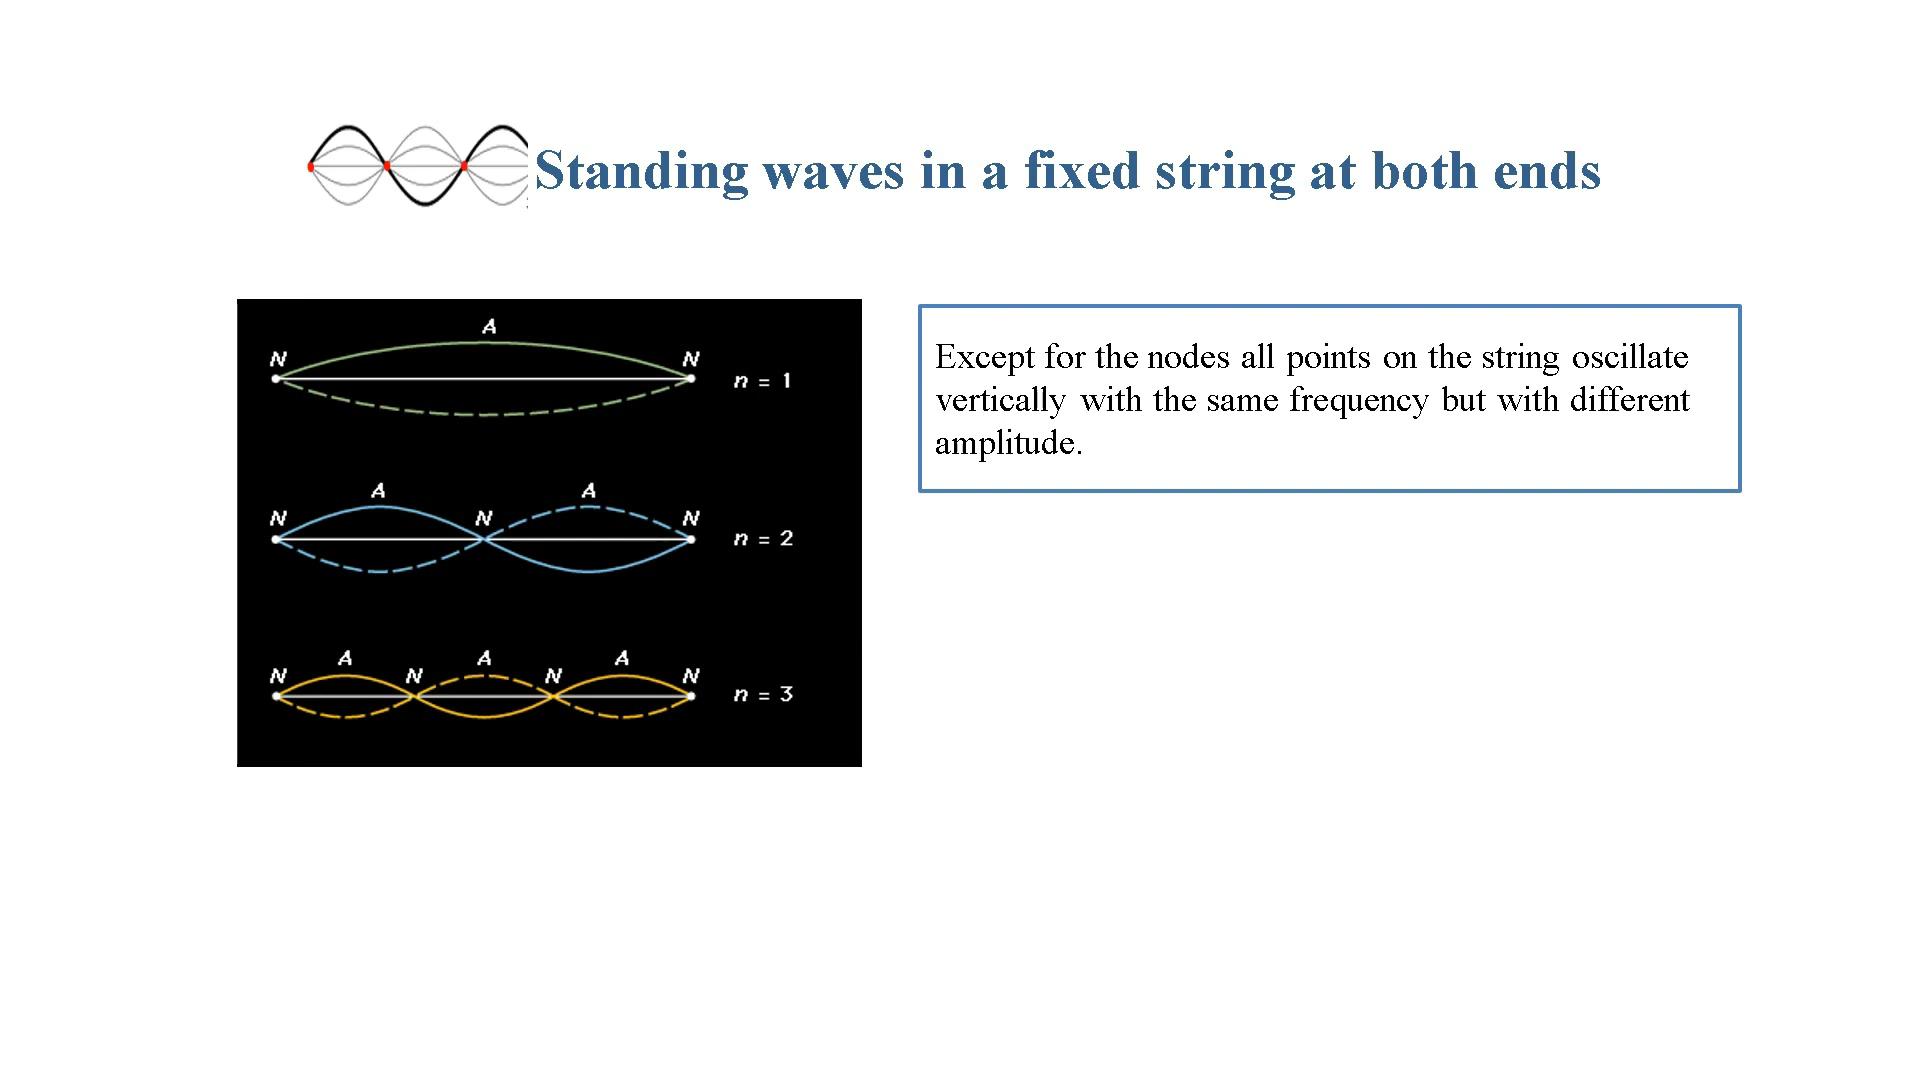 Standing waves in a fixed string at both ends
A
N N
n = 1
A A
N N N
n = 2
A A A
N N N N
n = 3
Except for the nodes all points on the string oscillate
vertically with the same frequency but with different
amplitude.